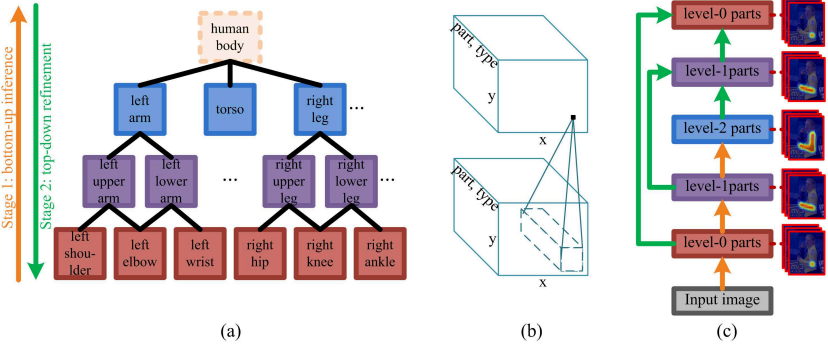 Stage 1: bottom-up inference
Stage 2: top-down refinement
human
body
left
arm
torso
right
leg
...
left
upper
arm
left
lower
arm
...
right
upper
leg
right
lower
leg
...
left
shou-
lder
left
elbow
left
wrist
right
hip
right
knee
right
ankle
(a)
part, type
y
x
part, type
y
x
(b)
level-0 parts
level-1parts
level-2 parts
level-1parts
level-0 parts
Input image
(c)